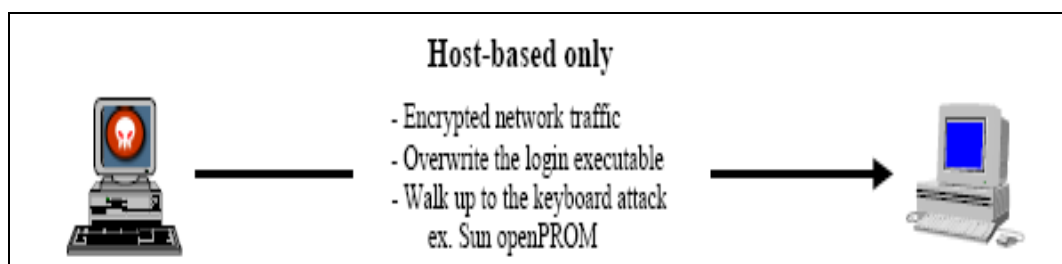 Host-based only
- Encrypted network traffic
- Overwrite the login executable
- Walk up to the keyboard attack
ex. Sun openPROM